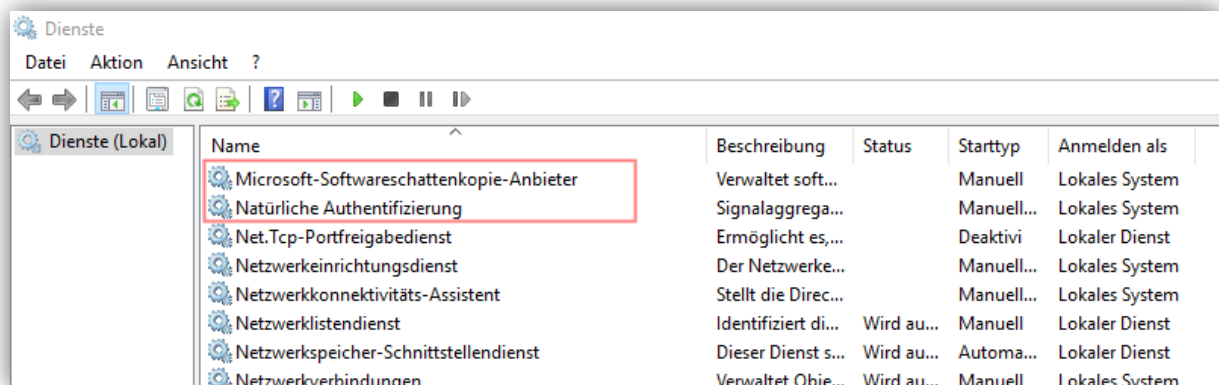 Dienste
Datei Aktion Ansicht ?
Dienste (Lokal)
Name Beschreibung Status Starttyp Anmelden als
Microsoft-Softwareschattenkopie-Anbieter Verwaltet soft... Manuell Lokales System
Natürliche Authentifizierung Signalaggrega... Manuell... Lokales System
Net.Tcp-Portfreigabedienst Ermöglicht es,... Deaktivi Lokaler Dienst
Netzwerkeinrichtungsdienst Der Netzwerke... Manuell... Lokales System
Netzwerkkonnektivitäts-Assistent Stellt die Direc... Manuell... Lokales System
Netzwerklistendienst Identifiziert di... Wird au... Manuell Lokaler Dienst
Netzwerkspeicher-Schnittstellendienst Dieser Dienst s... Wird au... Automa... Lokaler Dienst
Netzwerkverbindungen Verwaltet Obje... Wird au... Manuell Lokales System